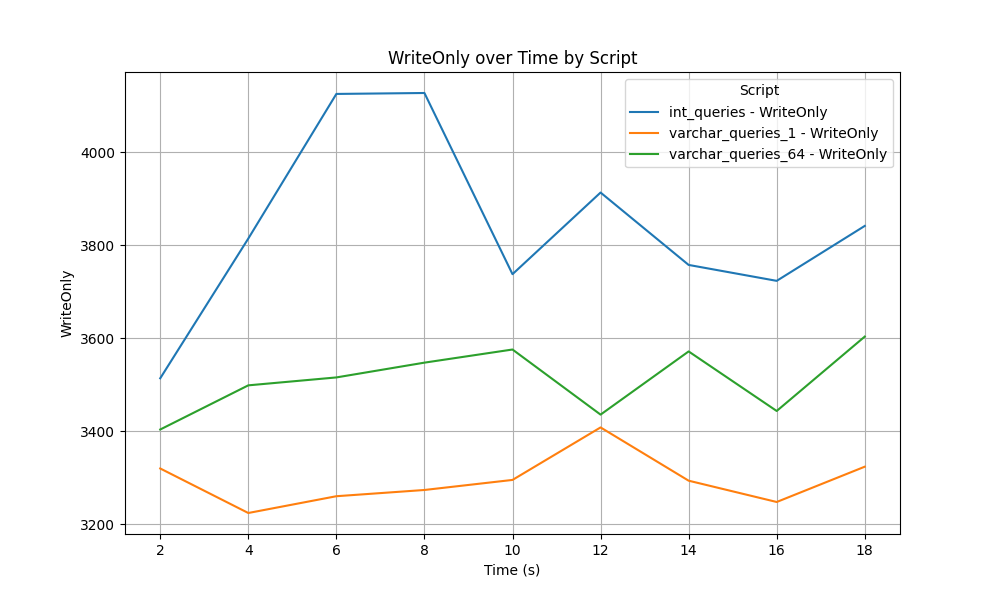 WriteOnly over Time by Script
Script
int_queries - WriteOnly
varchar_queries_1 - WriteOnly
varchar_queries_64 - WriteOnly
WriteOnly
4000
3800
3600
3400
3200
2 4 6 8 10 12 14 16 18
Time (s)